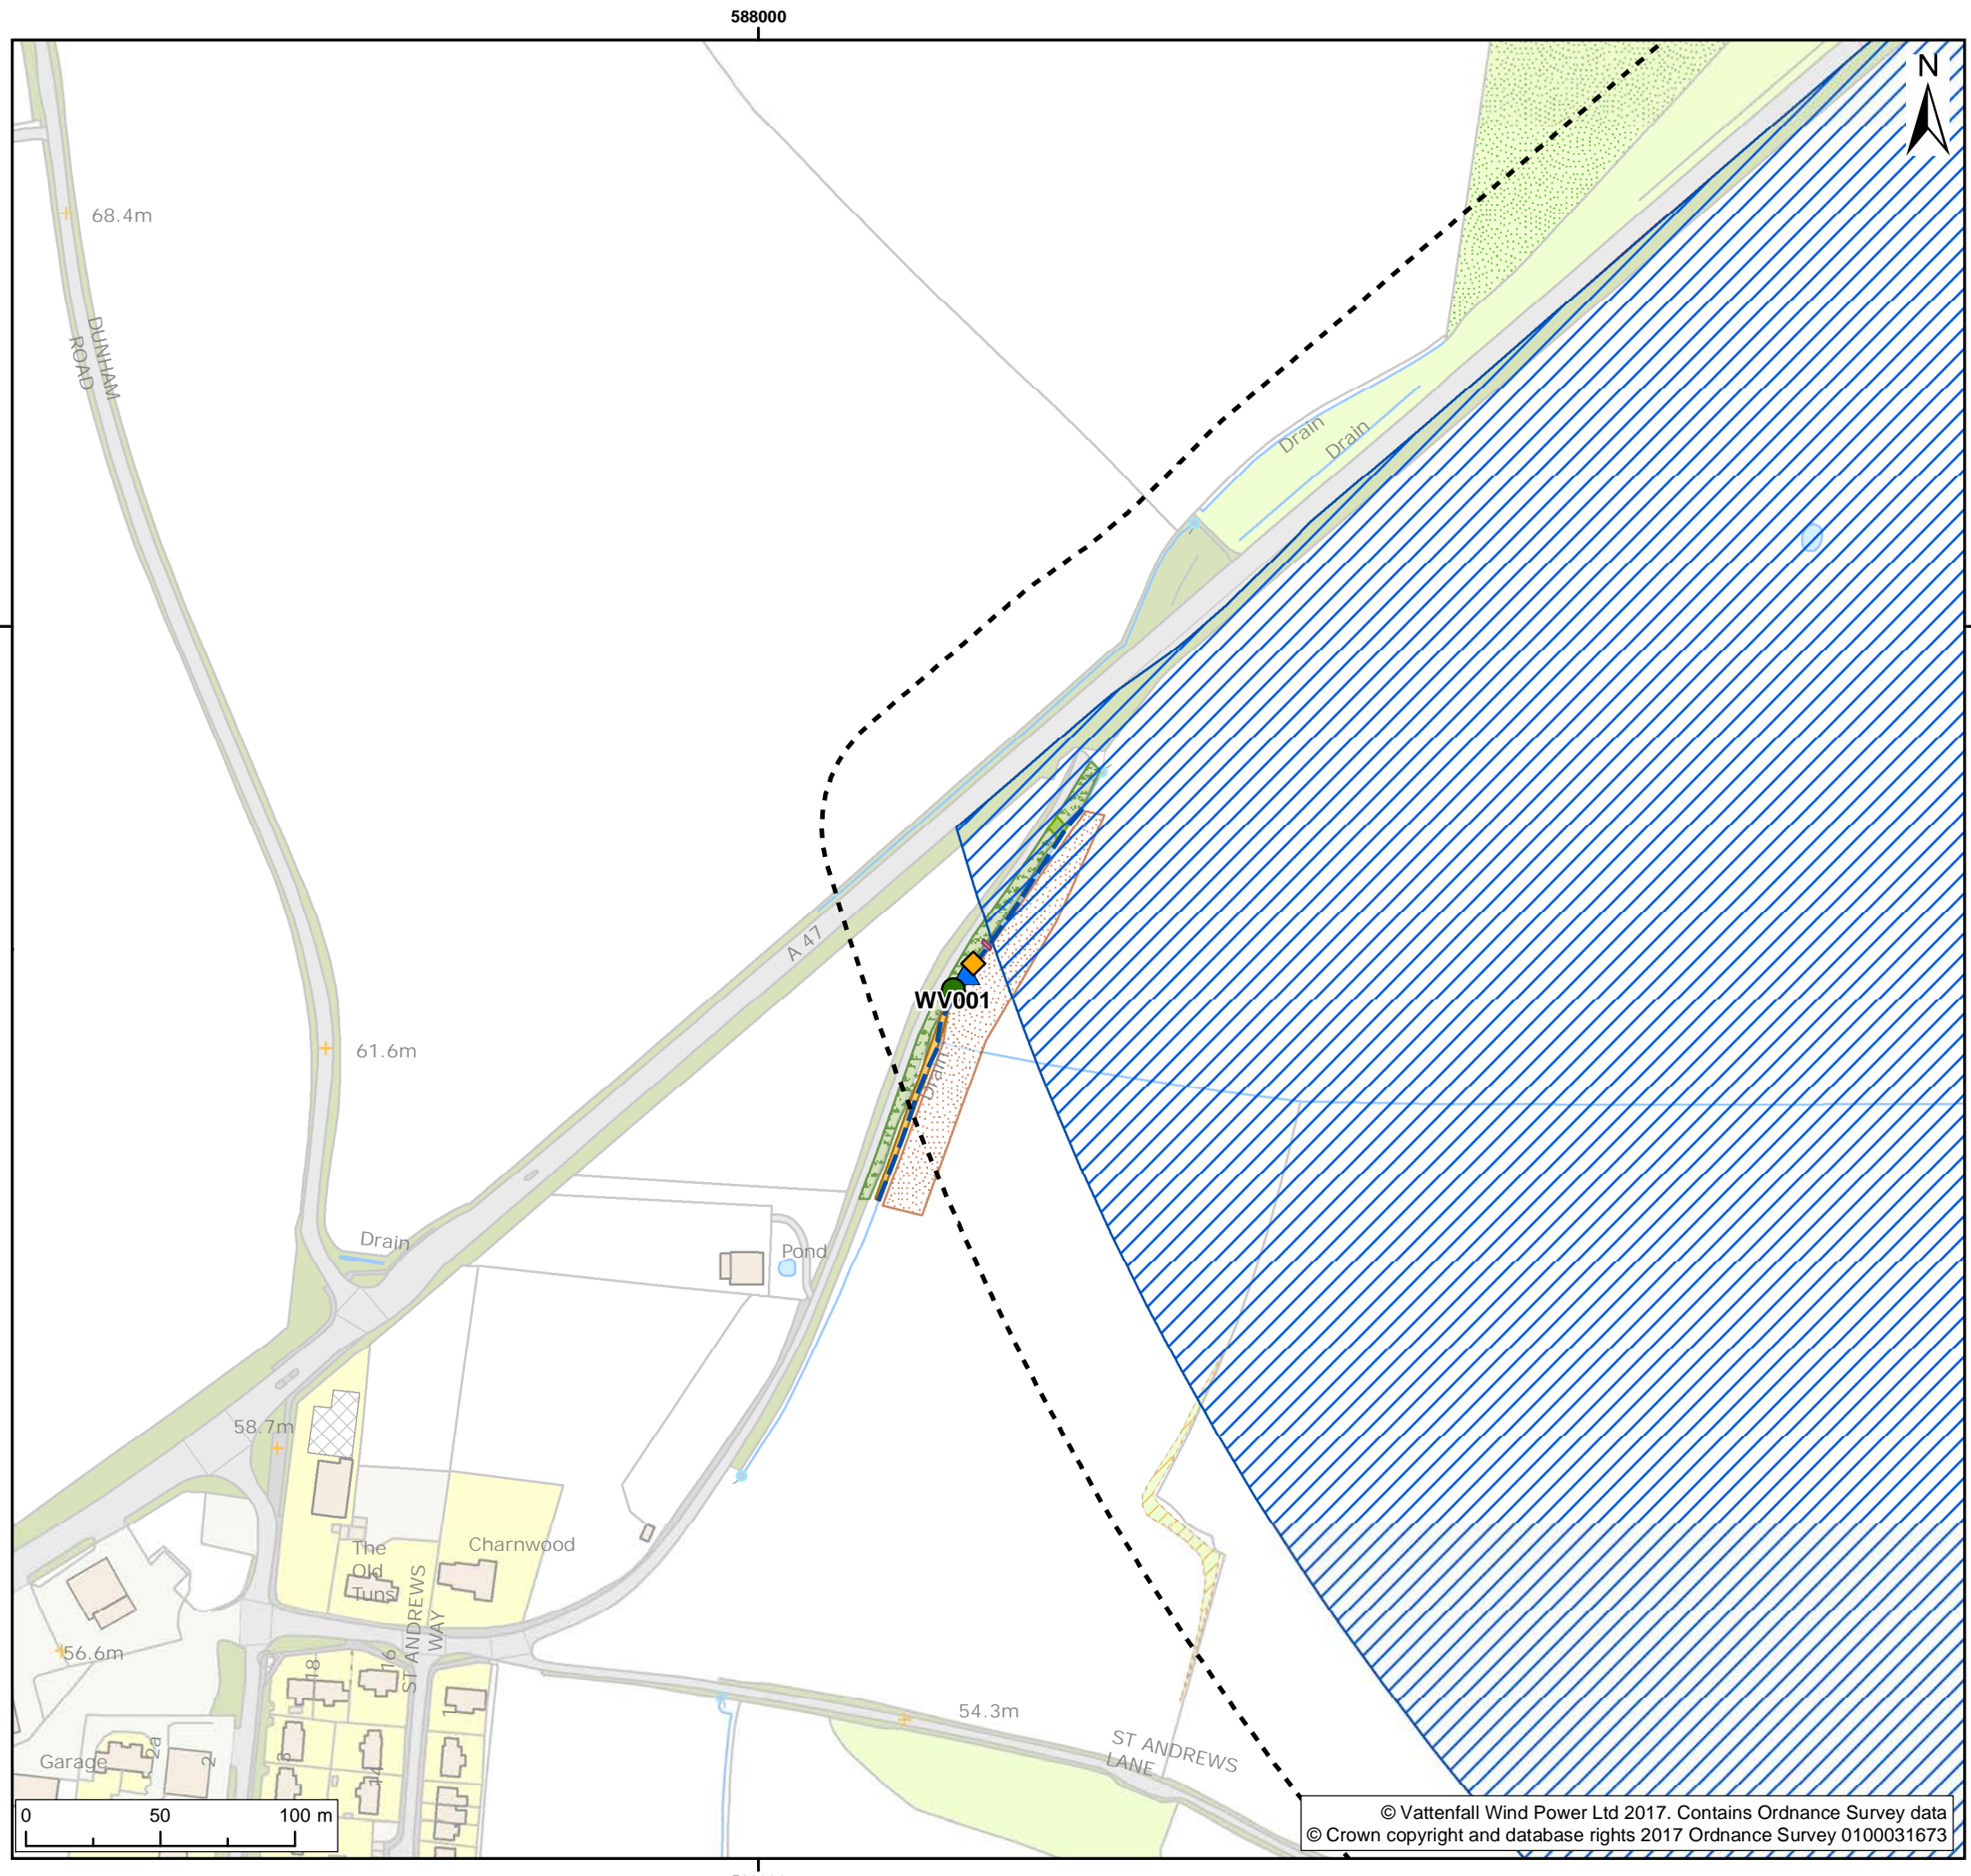 588000
N
68.4m
DUNHAM
ROAD
Drain
Drain
A 47
WV001
61.6m
Drain
Drain
Pond
58.7m
The
Old
Tuns
Charnwood
ST ANDREWS
WAY
56.6m
18
16
54.3m
ST ANDREWS
LANE
Garage
2a
2
14
0 50 100 m
© Vattenfall Wind Power Ltd 2017. Contains Ordnance Survey data
© Crown copyright and database rights 2017 Ordnance Survey 0100031673